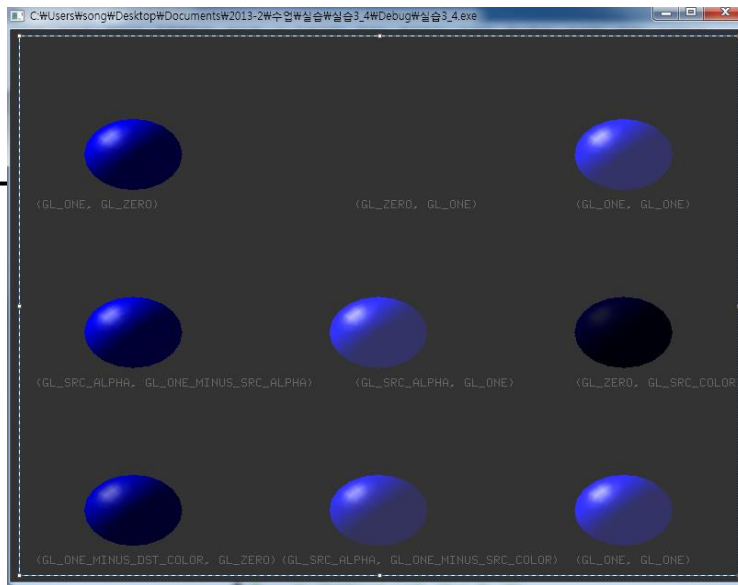 C:₩Users₩song₩Desktop₩Documents₩2013-2₩수업₩실습₩실습3_4₩Debug₩실습3_4.exe
(GL_ONE, GL_ZERO) (GL_ZERO, GL_ONE) (GL_ONE, GL_ONE)
(GL_SRC_ALPHA, GL_ONE_MINUS_SRC_ALPHA) (GL_SRC_ALPHA, GL_ONE) (GL_ZERO, GL_SRC_COLOR
(GL_ONE_MINUS_DST_COLOR, GL_ZERO) (GL_SRC_ALPHA, GL_ONE_MINUS_SRC_COLOR) (GL_ONE, GL_ONE)